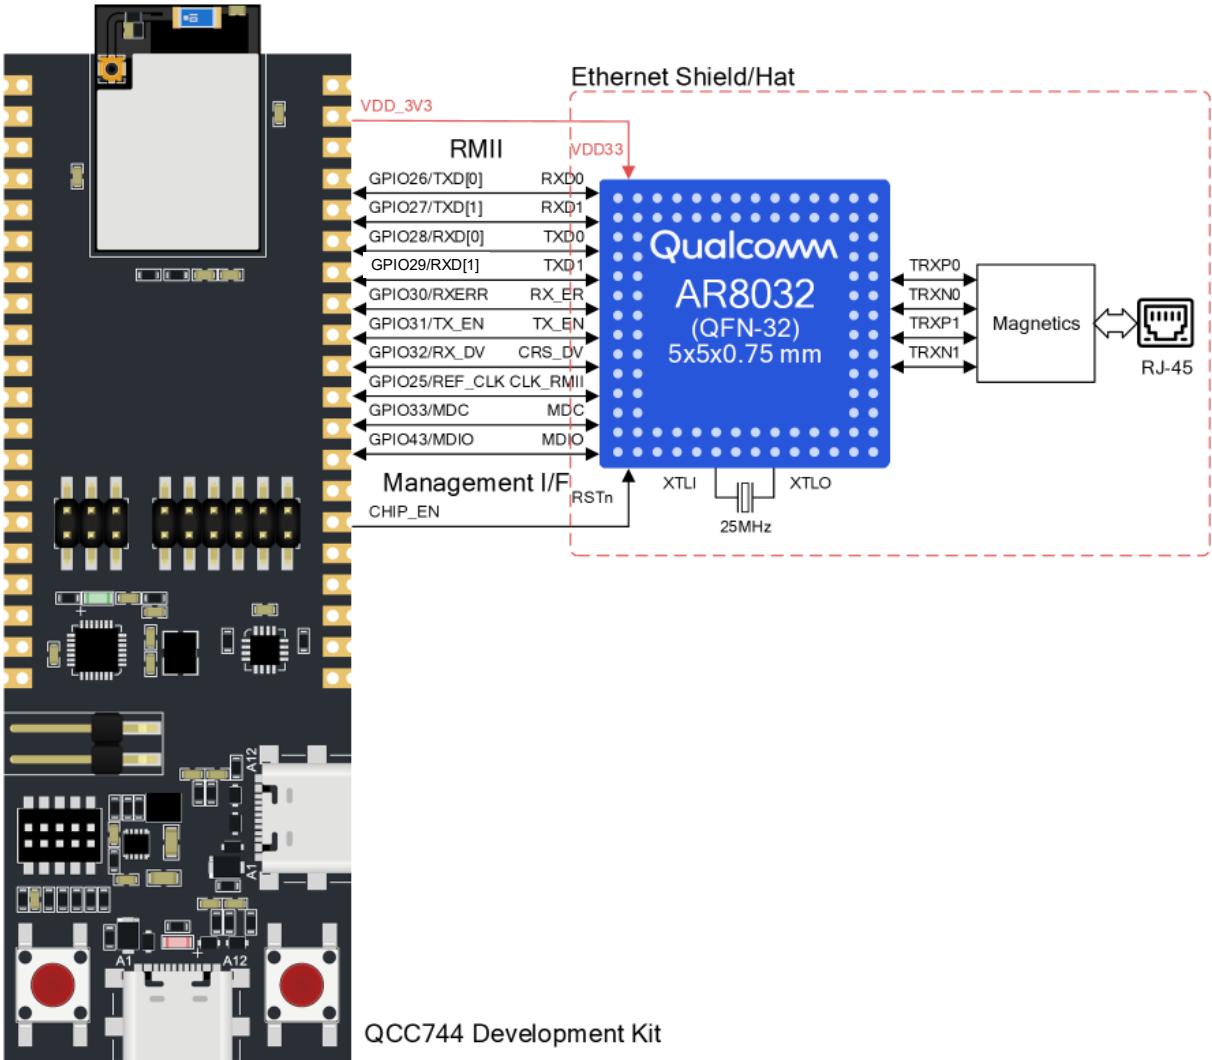 Ethernet Shield/Hat
VDD_3V3
VDD33
RMII
GPIO26/TXD[0] RXD0
GPIO27/TXD[1] RXD1
GPIO28/RXD[0] TXD0
GPIO29/RXD[1] TXD1
GPIO30/RXERR RX_ER
GPIO31/TX_EN TX_EN
GPIO32/RX_DV CRS_DV
GPIO25/REF_CLK CLK_RMII
GPIO33/MDC MDC
GPIO43/MDIO MDIO
Management I/F
RSTn
CHIP_EN
Qualcomm
AR8032
(QFN-32)
5x5x0.75 mm
XTLI
XTLO
25MHz
TRXP0
TRXN0
TRXP1
TRXN1
Magnetics
RJ-45
A12
A1
A1
A12
QCC744 Development Kit